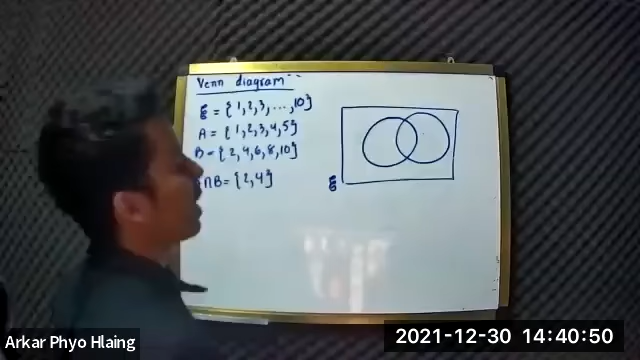 Venn diagram
ξ = {1, 2, 3, ..., 10}
A = {1, 2, 3, 4, 5}
B = {2, 4, 6, 8, 10}
∩B = {2, 4}
ξ
Arkar Phyo Hlaing
2021-12-30 14:40:50